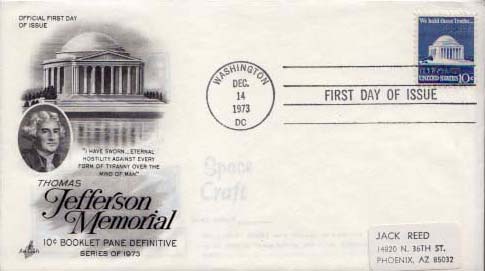 OFFICIAL FIRST DAY
OF ISSUE
We hold these Truths...
UNITED STATES 10¢
WASHINGTON
DEC.
14
1973
DC
FIRST DAY OF ISSUE
"I HAVE SWORN...ETERNAL
HOSTILITY AGAINST EVERY
FORM OF TYRANNY OVER THE
MIND OF MAN"
THOMAS
Jefferson
Memorial
10¢ BOOKLET PANE DEFINITIVE
SERIES OF 1973
Space
Craft
JACK REED
14820 N. 36TH ST.
PHOENIX, AZ 85032